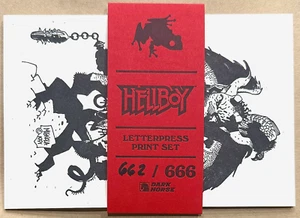 HELLBOY
LETTERPRESS
PRINT SET
662 / 666
DARK
HORSE